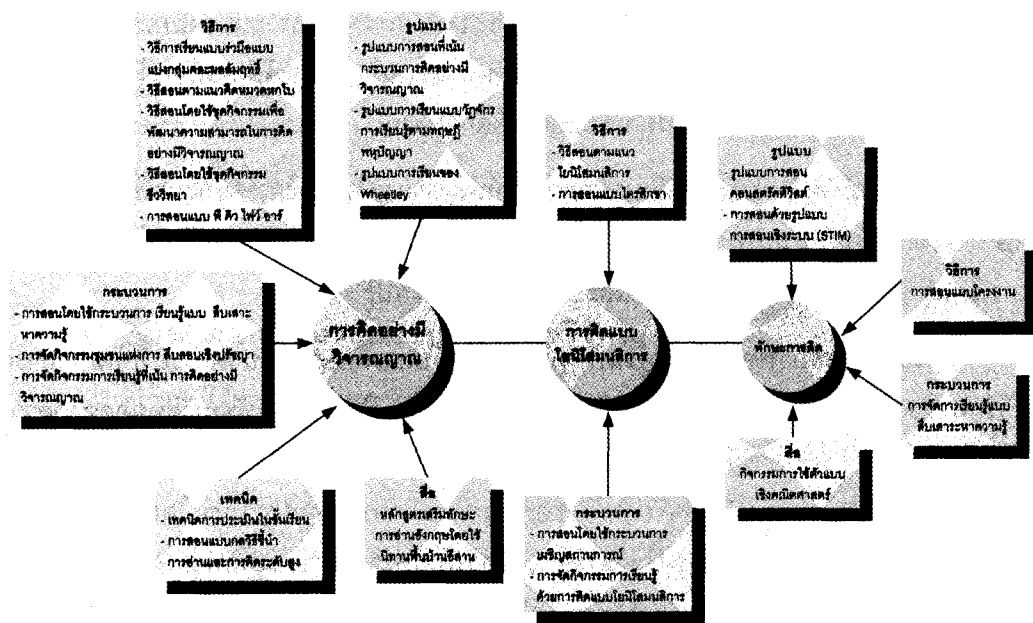 วิธีการ
- วิธีการเรียนแบบร่วมมือแบบ
แบ่งกลุ่มคละผลสัมฤทธิ์
- วิธีสอนตามแนวคิดหมวดหกใบ
- วิธีสอนโดยใช้ชุดกิจกรรมเพื่อ
พัฒนาความสามารถในการคิด
อย่างมีวิจารณญาณ
- วิธีสอนโดยใช้ชุดกิจกรรม
ชีววิทยา
- การสอนแบบ พี คิว โฟว์ อาร์
รูปแบบ
- รูปแบบการสอนที่เน้น
กระบวนการคิดอย่างมี
วิจารณญาณ
- รูปแบบการเรียนแบบวัฏจักร
การเรียนรู้ตามทฤษฎี
พหุปัญญา
- รูปแบบการเรียนของ
Wheatley
วิธีการ
- วิธีสอนตามแนว
โยนิโสมนสิการ
- การสอนแบบไตรสิกขา
รูปแบบ
- รูปแบบการสอน
คอนสตรัคติวิสต์
- การสอนด้วยรูปแบบ
การสอนเชิงระบบ (STIM)
วิธีการ
การสอนแบบโครงงาน
กระบวนการ
- การสอนโดยใช้กระบวนการ เรียนรู้แบบ สืบเสาะ
หาความรู้
- การจัดกิจกรรมชุมชนแห่งการ สืบสอบเชิงปรัชญา
- การจัดกิจกรรมการเรียนรู้ที่เน้น การคิดอย่างมี
วิจารณญาณ
การคิดอย่างมี
วิจารณญาณ
การคิดแบบ
โยนิโสมนสิการ
ทักษะการคิด
กระบวนการ
การจัดการเรียนรู้แบบ
สืบเสาะหาความรู้
เทคนิค
- เทคนิคการประเมินในชั้นเรียน
- การสอนแบบกลวิธีชี้นำ
การอ่านและการคิดระดับสูง
สื่อ
หลักสูตรเสริมทักษะ
การอ่านอังกฤษโดยใช้
นิทานพื้นบ้านอีสาน
กระบวนการ
- การสอนโดยใช้กระบวนการ
เผชิญสถานการณ์
- การจัดกิจกรรมการเรียนรู้
ด้วยการคิดแบบโยนิโสมนสิการ
สื่อ
กิจกรรมการใช้ตัวแบบ
เชิงคณิตศาสตร์